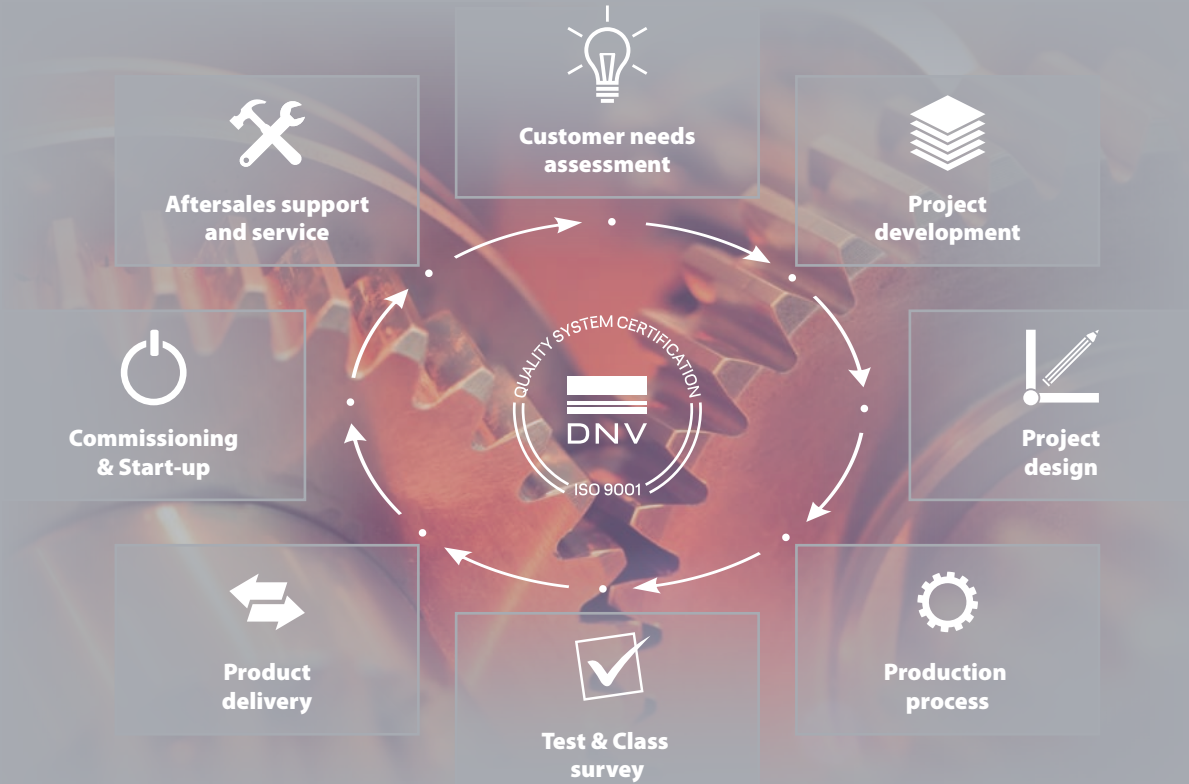 Customer needs
assessment
Project
development
Project
design
Production
process
Test & Class
survey
Product
delivery
Commissioning
& Start-up
Aftersales support
and service
QUALITY SYSTEM CERTIFICATION
DNV
ISO 9001